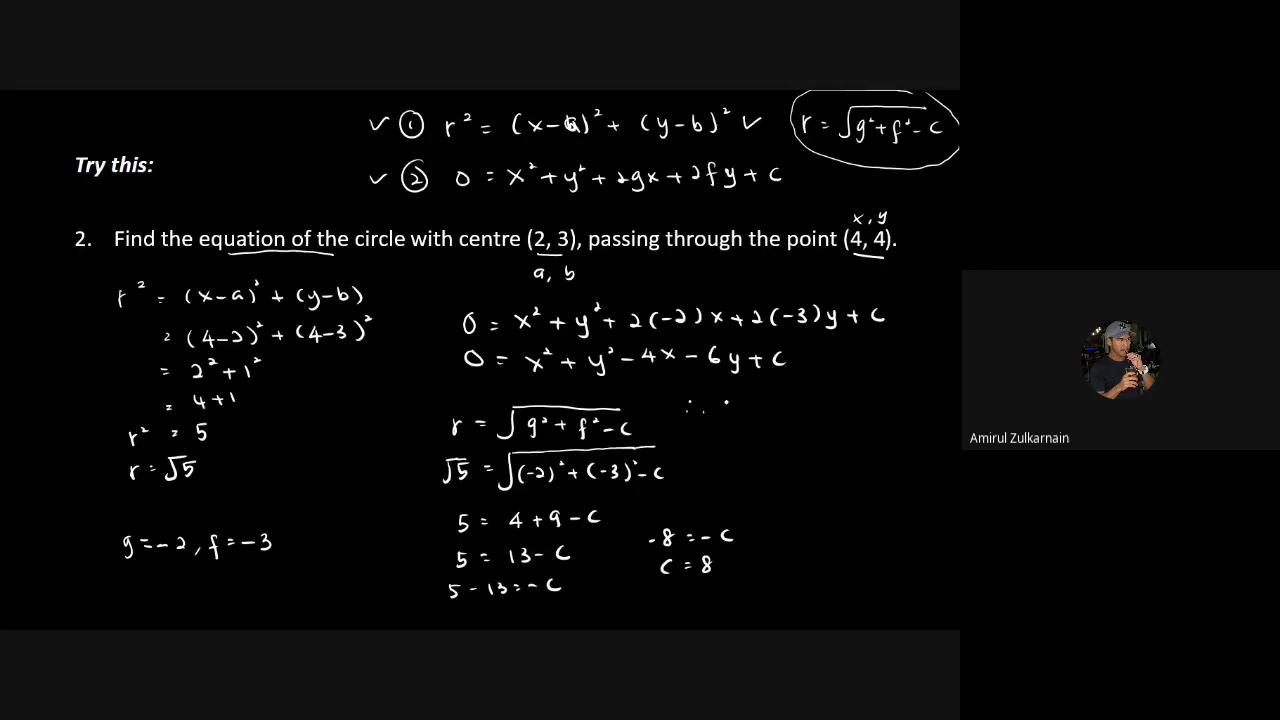 ✓ ① r² = (x-a)² + (y-b)² ✓ r = √g²+f²-c
Try this:
✓ ② 0 = x² + y² + 2gx + 2fy + c
x, y
2. Find the equation of the circle with centre (2, 3), passing through the point (4, 4).
a, b
r² = (x-a)² + (y-b)
= (4-2)² + (4-3)²
= 2² + 1²
= 4+1
r² = 5
r = √5
g = -2, f = -3
0 = x² + y² + 2(-2)x + 2(-3)y + c
0 = x² + y² - 4x - 6y + c
∴
r = √g² + f² - c
√5 = √(-2)² + (-3)² - c
5 = 4 + 9 - c
5 = 13 - c
5 - 13 = -c
-8 = -c
c = 8
Amirul Zulkarnain